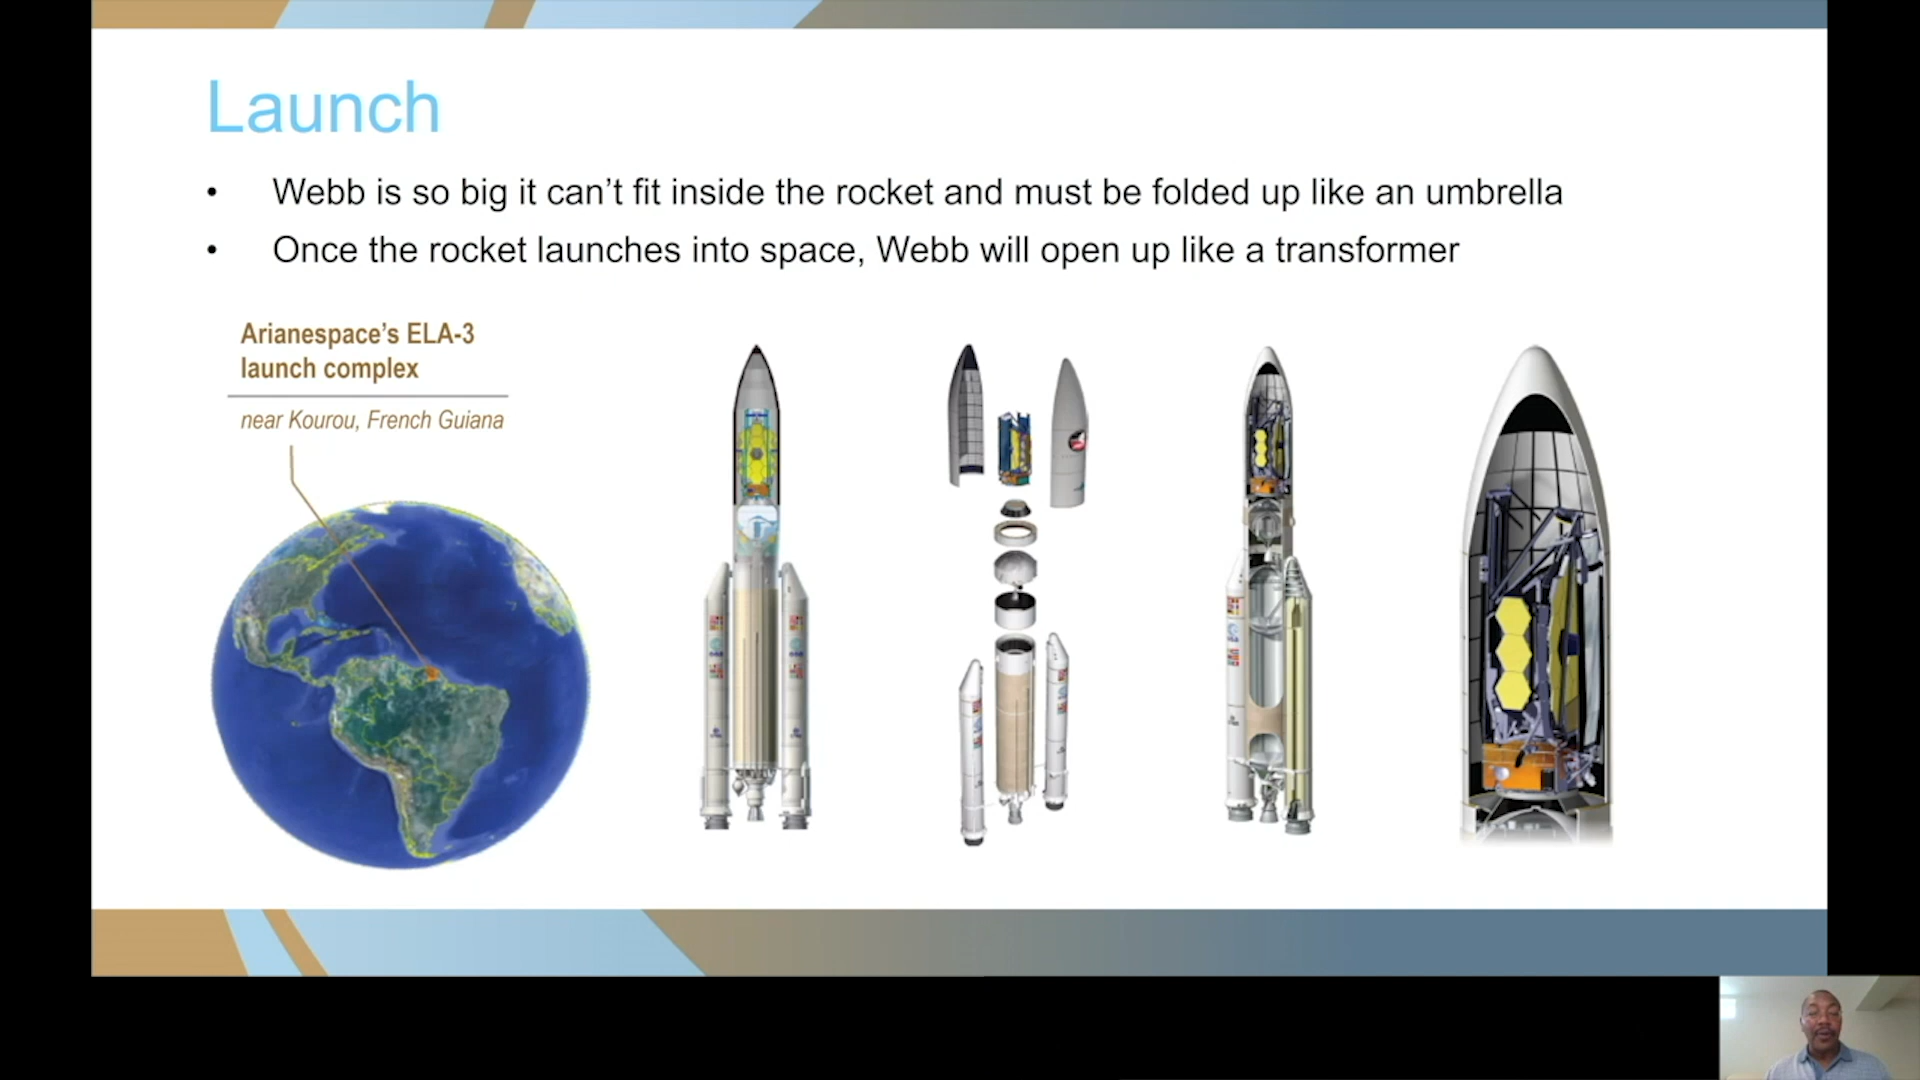 Launch
• Webb is so big it can’t fit inside the rocket and must be folded up like an umbrella
• Once the rocket launches into space, Webb will open up like a transformer
Arianespace’s ELA-3
launch complex
near Kourou, French Guiana